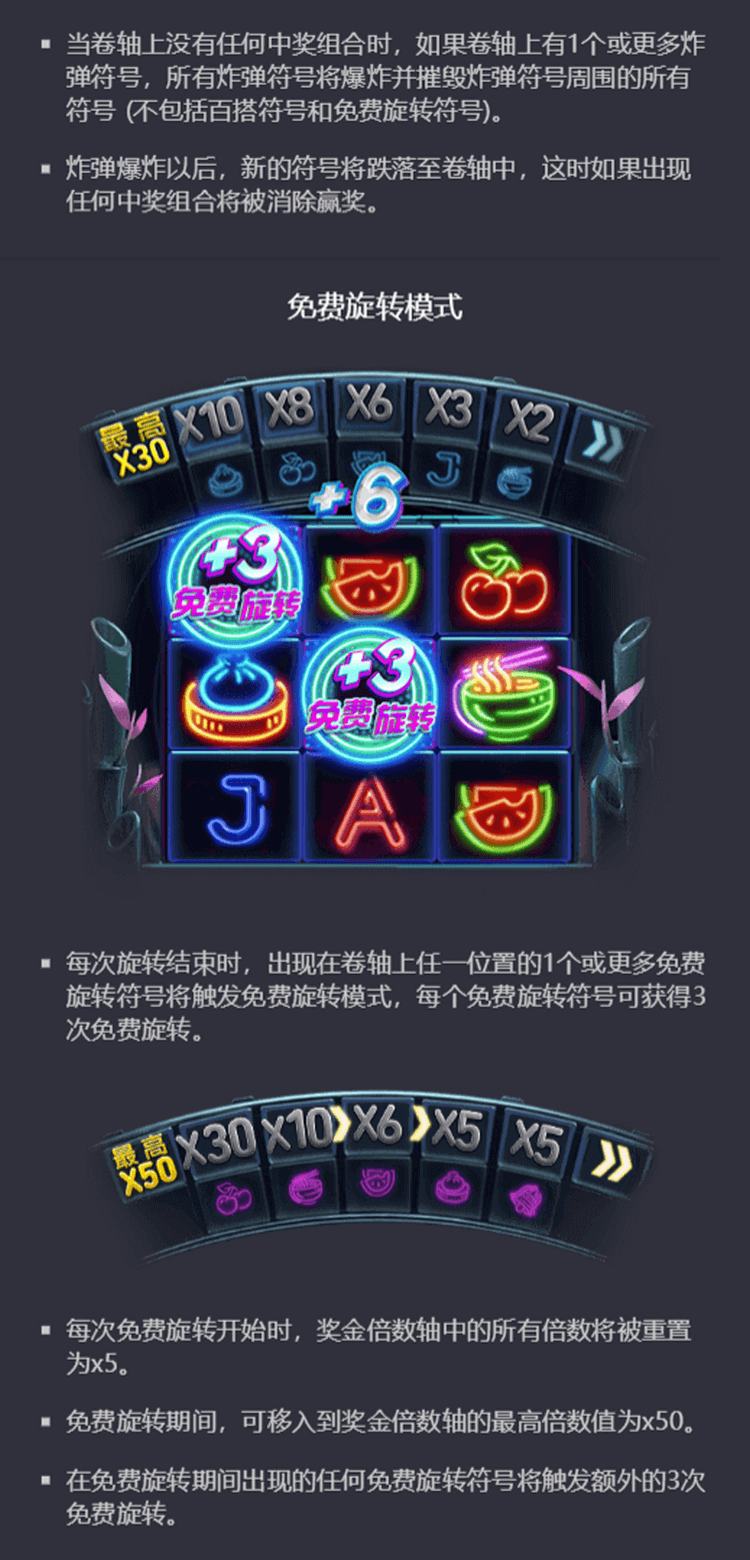 当卷轴上没有任何中奖组合时，如果卷轴上有1个或更多炸
弹符号，所有炸弹符号将爆炸并摧毁炸弹符号周围的所有
符号 (不包括百搭符号和免费旋转符号)。
炸弹爆炸以后，新的符号将跌落至卷轴中，这时如果出现
任何中奖组合将被消除赢奖。
免费旋转模式
最高
X30
X10
X8
X6
X3
X2
J
+6
+3
免费旋转
+3
免费旋转
J
A
每次旋转结束时，出现在卷轴上任一位置的1个或更多免费
旋转符号将触发免费旋转模式，每个免费旋转符号可获得3
次免费旋转。
最高
X50
X30
X10
X6
X5
X5
每次免费旋转开始时，奖金倍数轴中的所有倍数将被重置
为x5。
免费旋转期间，可移入到奖金倍数轴的最高倍数值为x50。
在免费旋转期间出现的任何免费旋转符号将触发额外的3次
免费旋转。